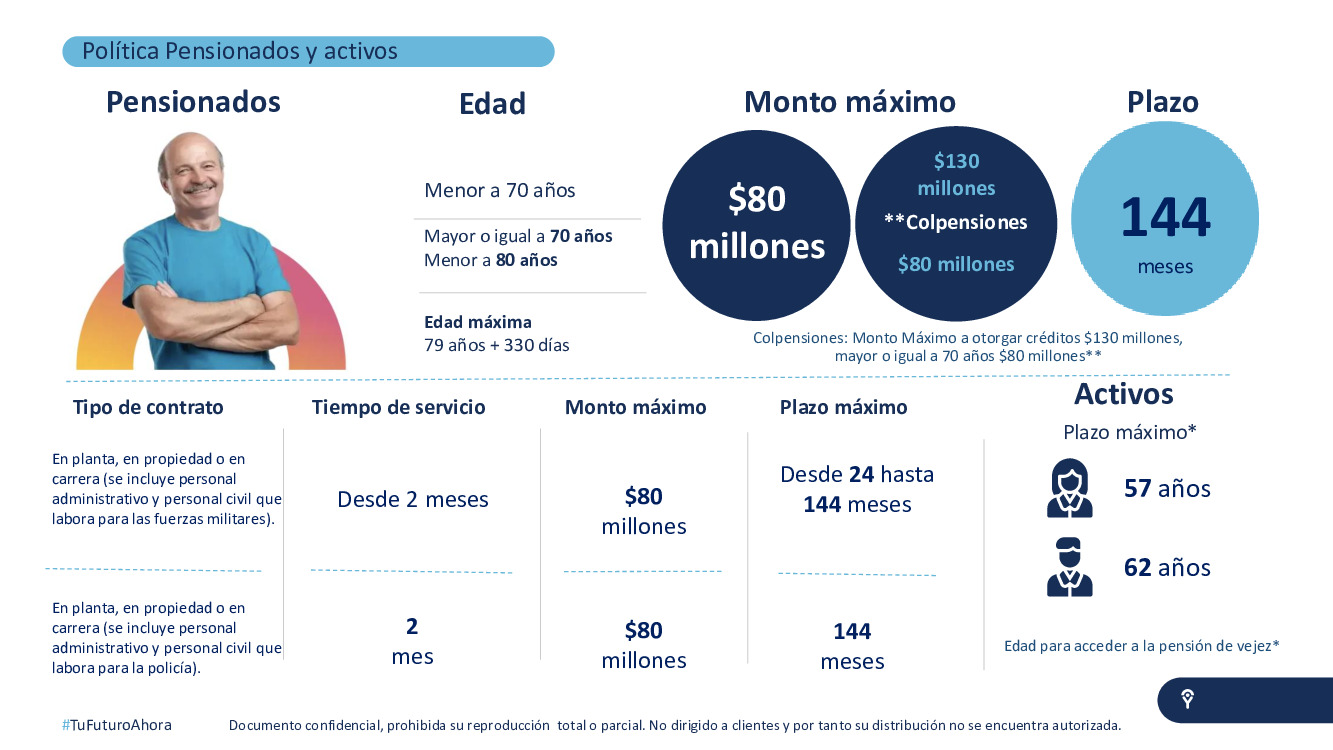 Política Pensionados y activos
Pensionados
Edad
Monto máximo
Plazo
Menor a 70 años
Mayor o igual a 70 años
Menor a 80 años
Edad máxima
79 años + 330 días
$80
millones
$130
millones
**Colpensiones
$80 millones
144
meses
Colpensiones: Monto Máximo a otorgar créditos $130 millones,
mayor o igual a 70 años $80 millones**
Tipo de contrato
Tiempo de servicio
Monto máximo
Plazo máximo
Activos
Plazo máximo*
En planta, en propiedad o en
carrera (se incluye personal
administrativo y personal civil que
labora para las fuerzas militares).
Desde 2 meses
$80
millones
Desde 24 hasta
144 meses
57 años
62 años
En planta, en propiedad o en
carrera (se incluye personal
administrativo y personal civil que
labora para la policía).
2
mes
$80
millones
144
meses
Edad para acceder a la pensión de vejez*
#TuFuturoAhora
Documento confidencial, prohibida su reproducción total o parcial. No dirigido a clientes y por tanto su distribución no se encuentra autorizada.